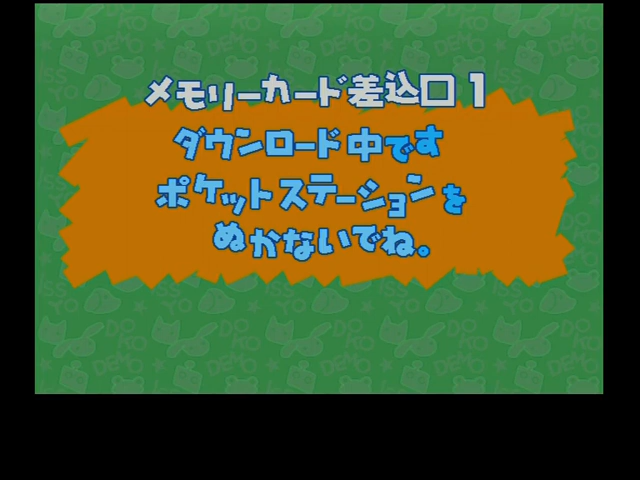 メモリーカード差込口1
ダウンロード中です
ポケットステーションを
ぬかないでね。